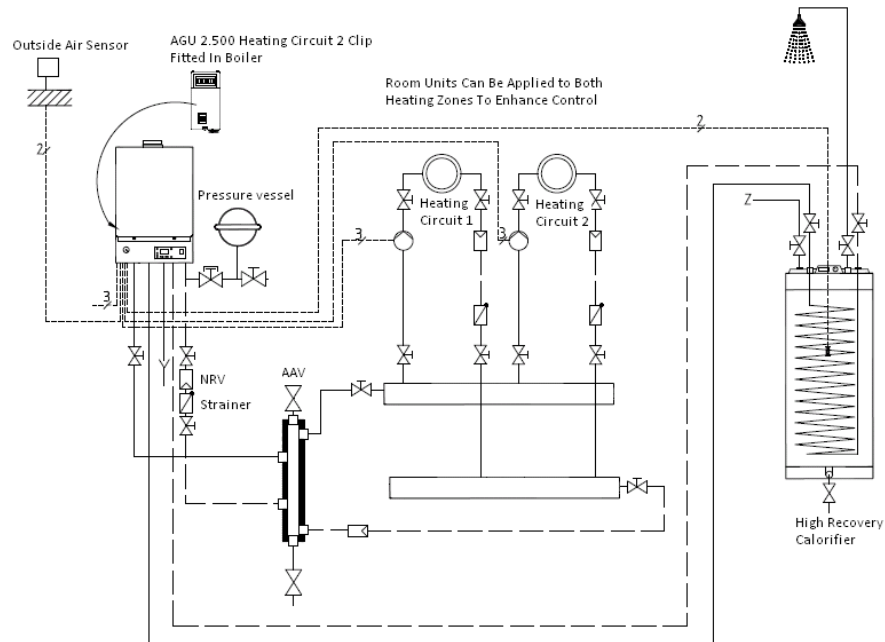 Outside Air Sensor
AGU 2.500 Heating Circuit 2 Clip
Fitted In Boiler
Room Units Can Be Applied to Both
Heating Zones To Enhance Control
2
2
Pressure vessel
Heating
Circuit 1
Heating
Circuit 2
Z
3
3
3
NRV
Strainer
AAV
High Recovery
Calorifier